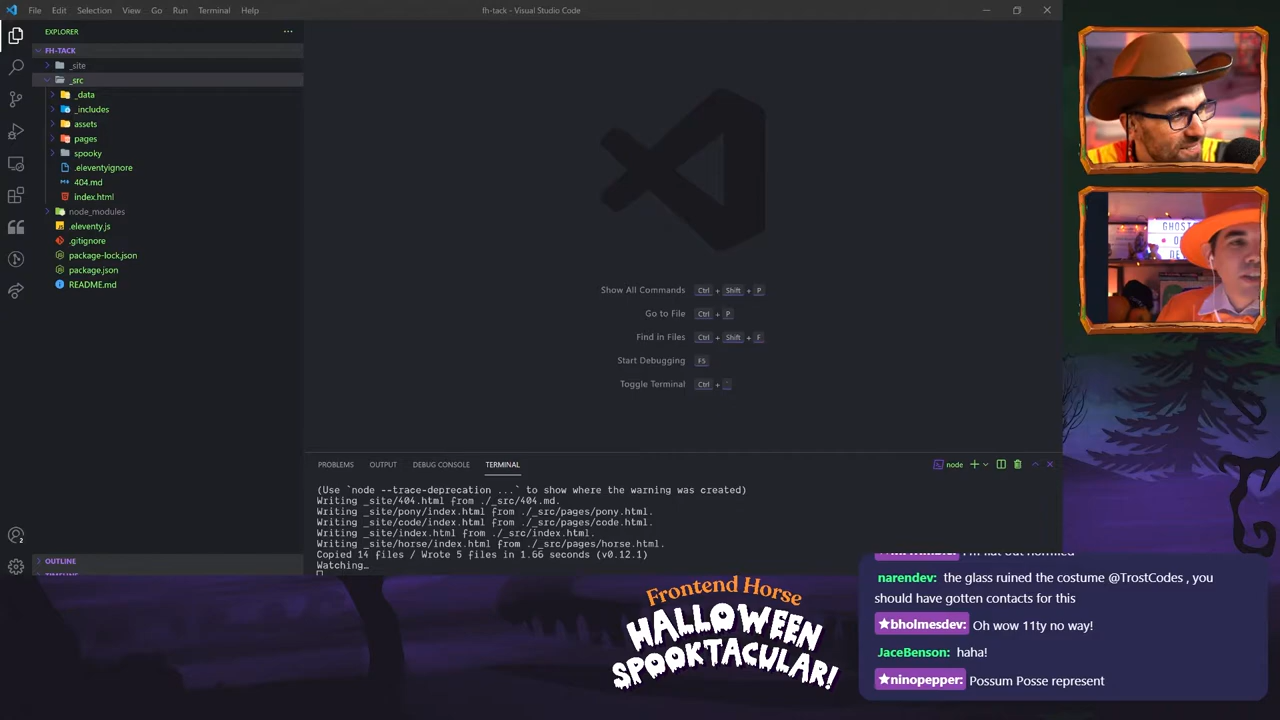 File Edit Selection View Go Run Terminal Help
fh-tack - Visual Studio Code
EXPLORER
FH-TACK
_site
_src
_data
_includes
assets
pages
spooky
.eleventyignore
404.md
index.html
node_modules
.eleventy.js
.gitignore
package-lock.json
package.json
README.md
OUTLINE
Show All Commands Ctrl + Shift + P
Go to File Ctrl + P
Find in Files Ctrl + Shift + F
Start Debugging F5
Toggle Terminal Ctrl + `
PROBLEMS OUTPUT DEBUG CONSOLE TERMINAL
node
(Use `node --trace-deprecation ...` to show where the warning was created)
Writing _site/404.html from ./_src/404.md.
Writing _site/pony/index.html from ./_src/pages/pony.html.
Writing _site/code/index.html from ./_src/pages/code.html.
Writing _site/index.html from ./_src/index.html.
Writing _site/horse/index.html from ./_src/pages/horse.html.
Copied 14 files / Wrote 5 files in 1.66 seconds (v0.12.1)
Watching…
GHOS
Frontend Horse
HALLOWEEN
SPOOKTACULAR!
narendev: the glass ruined the costume @TrostCodes , you
should have gotten contacts for this
bholmesdev: Oh wow 11ty no way!
JaceBenson: haha!
ninopepper: Possum Posse represent